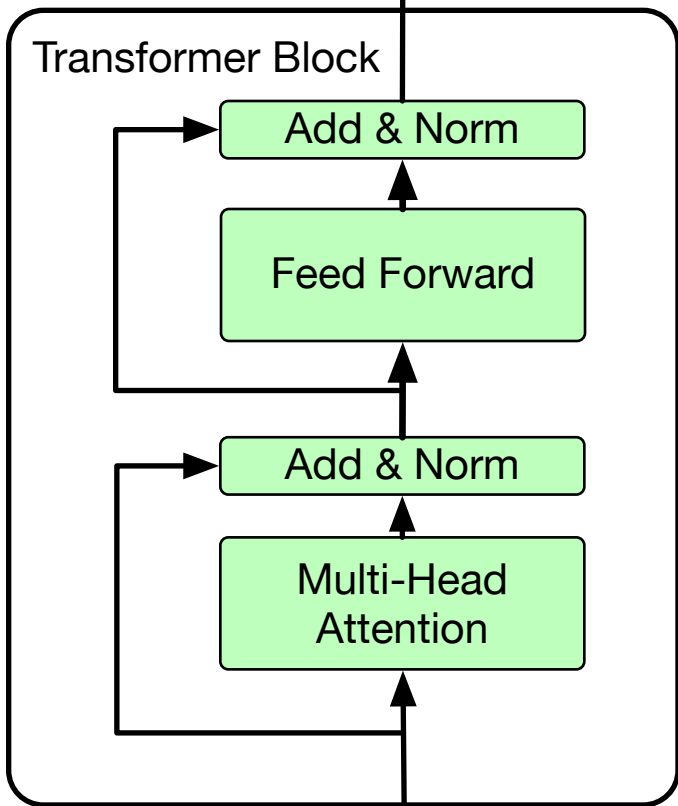 Transformer Block
Add & Norm
Feed Forward
Add & Norm
Multi-Head
Attention